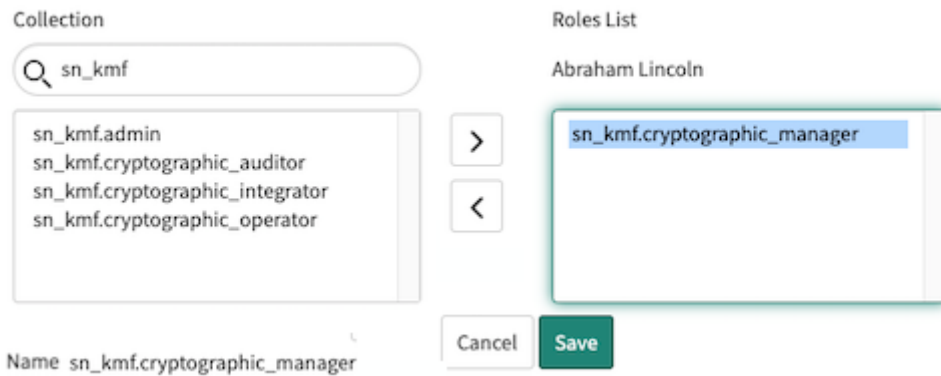 Collection
sn_kmf
sn_kmf.admin
sn_kmf.cryptographic_auditor
sn_kmf.cryptographic_integrator
sn_kmf.cryptographic_operator
Roles List
Abraham Lincoln
sn_kmf.cryptographic_manager
Cancel
Save
Name sn_kmf.cryptographic_manager